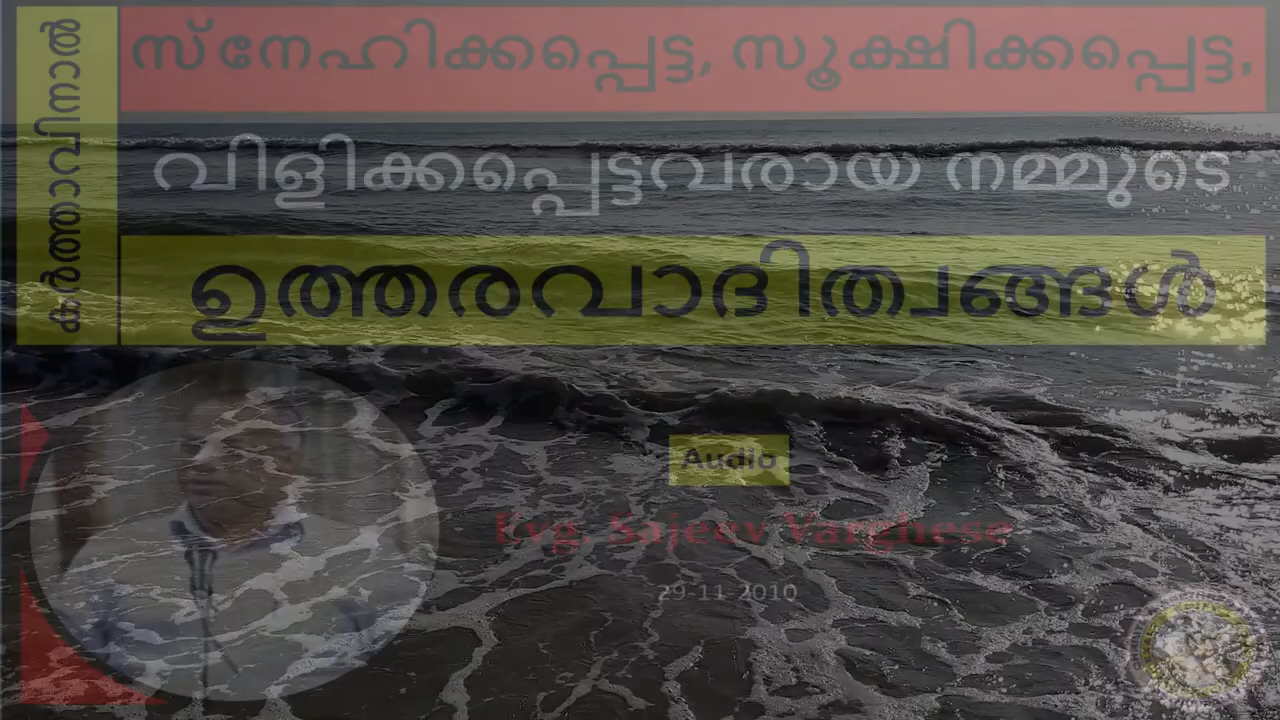 കർത്താവിനാൽ
സ്നേഹിക്കപ്പെട്ട, സൂക്ഷിക്കപ്പെട്ട,
വിളിക്കപ്പെട്ടവരായ നമ്മുടെ
ഉത്തരവാദിത്വങ്ങൾ
Audio
Evg. Sajeev Varghese
29-11-2010